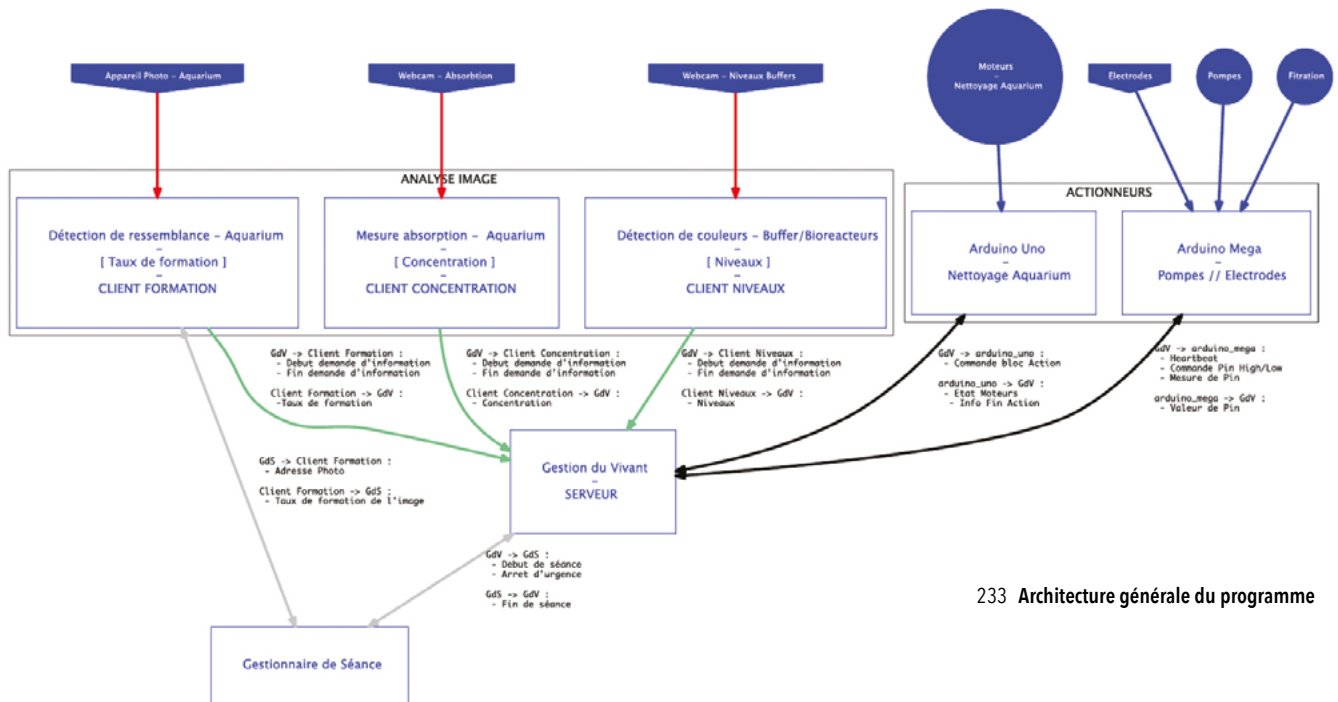 Appareil Photo - Aquarium
Webcam - Absorbtion
Webcam - Niveaux Buffers
Moteurs
-
Nettoyage Aquarium
Electrodes
Pompes
Fitration
ANALYSE IMAGE
ACTIONNEURS
Détection de ressemblance - Aquarium
-
[ Taux de formation ]
-
CLIENT FORMATION
Mesure absorption - Aquarium
-
[ Concentration ]
-
CLIENT CONCENTRATION
Détection de couleurs - Buffer/Bioreacteurs
-
[ Niveaux ]
-
CLIENT NIVEAUX
Arduino Uno
-
Nettoyage Aquarium
Arduino Mega
-
Pompes // Electrodes
GdV -> Client Formation :
- Debut demande d'information
- Fin demande d'information
Client Formation -> GdV :
-Taux de formation
GdV -> Client Concentration :
- Debut demande d'information
- Fin demande d'information
Client Concentration -> GdV :
- Concentration
GdV -> Client Niveaux :
- Debut demande d'information
- Fin demande d'information
Client Niveaux -> GdV :
- Niveaux
GdV -> arduino_uno :
- Commande bloc Action
arduino_uno -> GdV :
- Etat Moteurs
- Info Fin Action
GdV -> arduino_mega :
- Heartbeat
- Commande Pin High/Low
- Mesure de Pin
arduino_mega -> GdV :
- Valeur de Pin
GdS -> Client Formation :
- Adresse Photo
Client Formation -> GdS :
- Taux de formation de l'image
Gestion du Vivant
-
SERVEUR
GdV -> GdS :
- Debut de séance
- Arret d'urgence
GdS -> GdV :
- Fin de séance
233 Architecture générale du programme
Gestionnaire de Séance